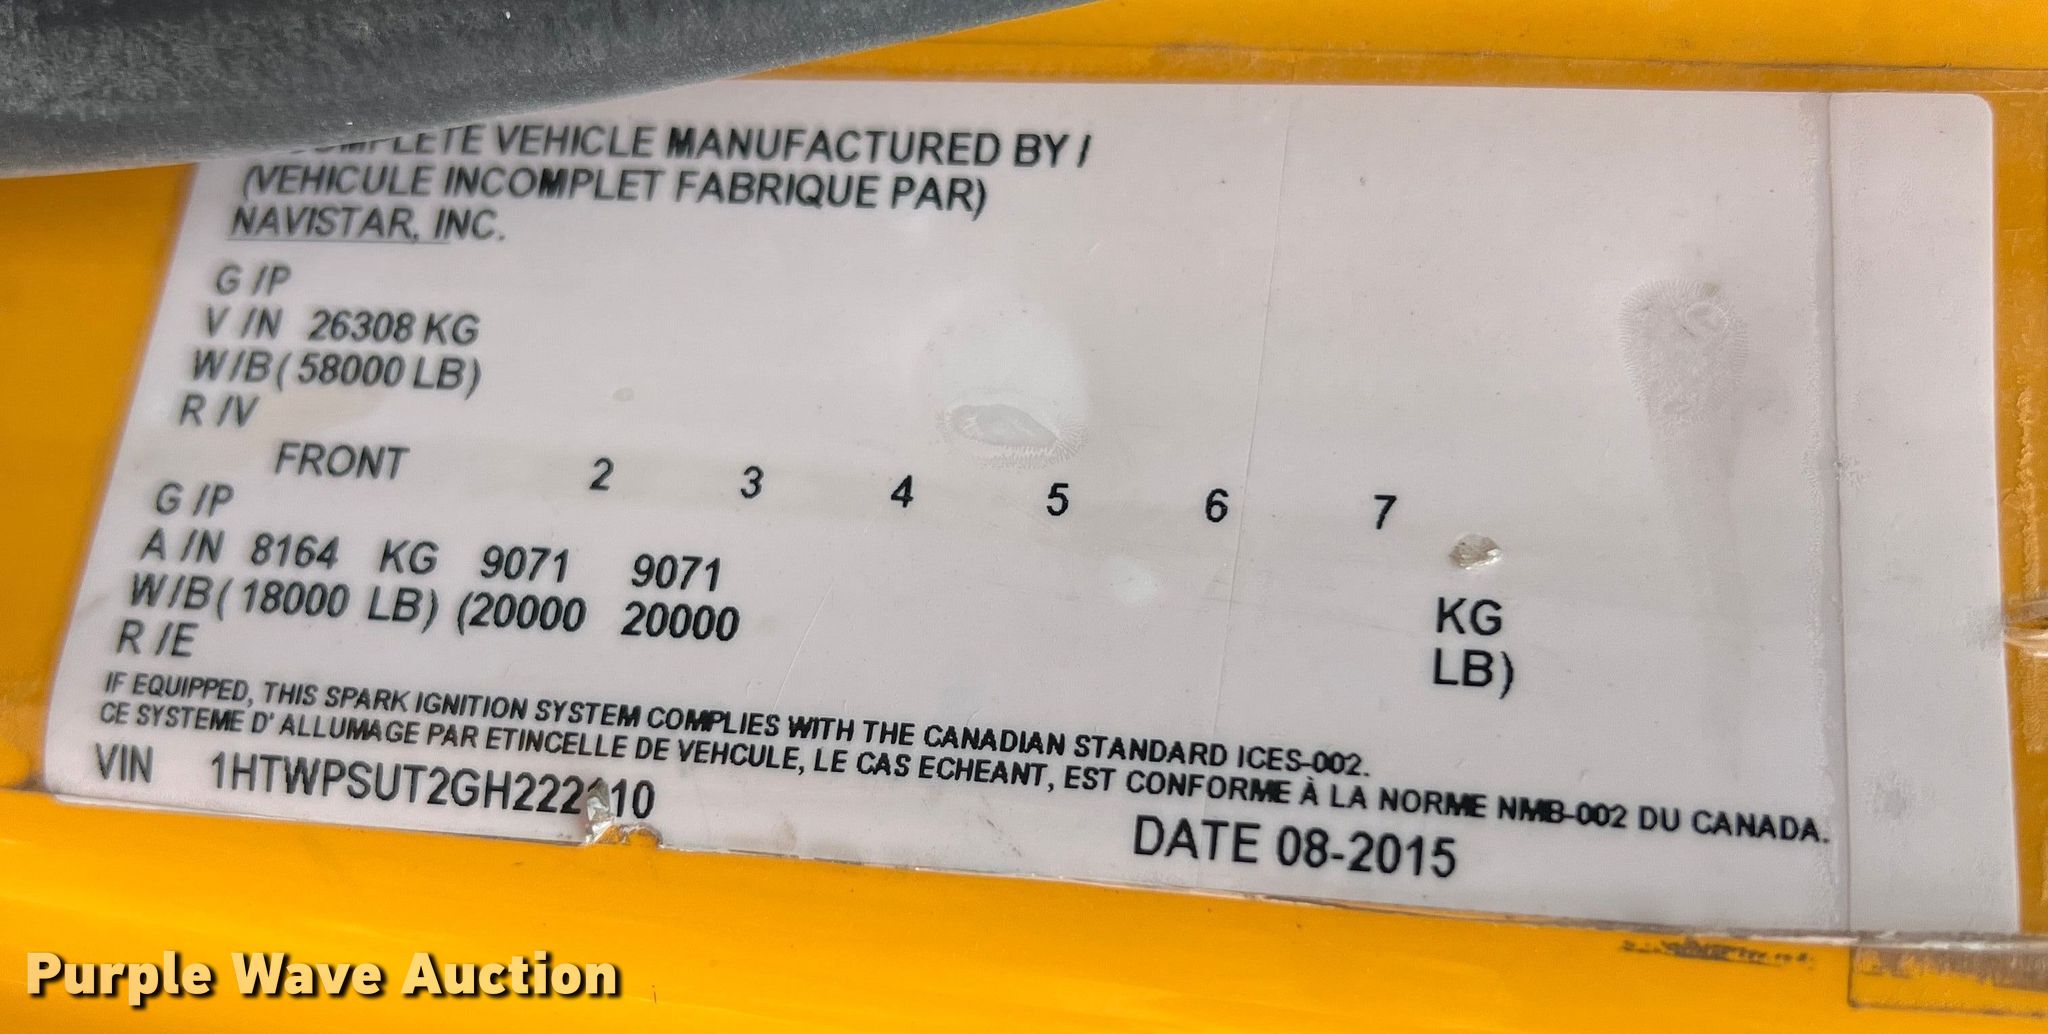 COMPLETE VEHICLE MANUFACTURED BY /
(VEHICULE INCOMPLET FABRIQUE PAR)
NAVISTAR, INC.
G /P
V /N 26308 KG
W/B( 58000 LB)
R /V
FRONT 2 3 4 5 6 7
G /P
A /N 8164 KG 9071 9071 KG
W/B( 18000 LB) (20000 20000 LB)
R /E
IF EQUIPPED, THIS SPARK IGNITION SYSTEM COMPLIES WITH THE CANADIAN STANDARD ICES-002.
CE SYSTEME D' ALLUMAGE PAR ETINCELLE DE VEHCULE, LE CAS ECHEANT, EST CONFORME À LA NORME NMB-002 DU CANADA.
VIN
DATE 08-2015
Purple Wave Auction